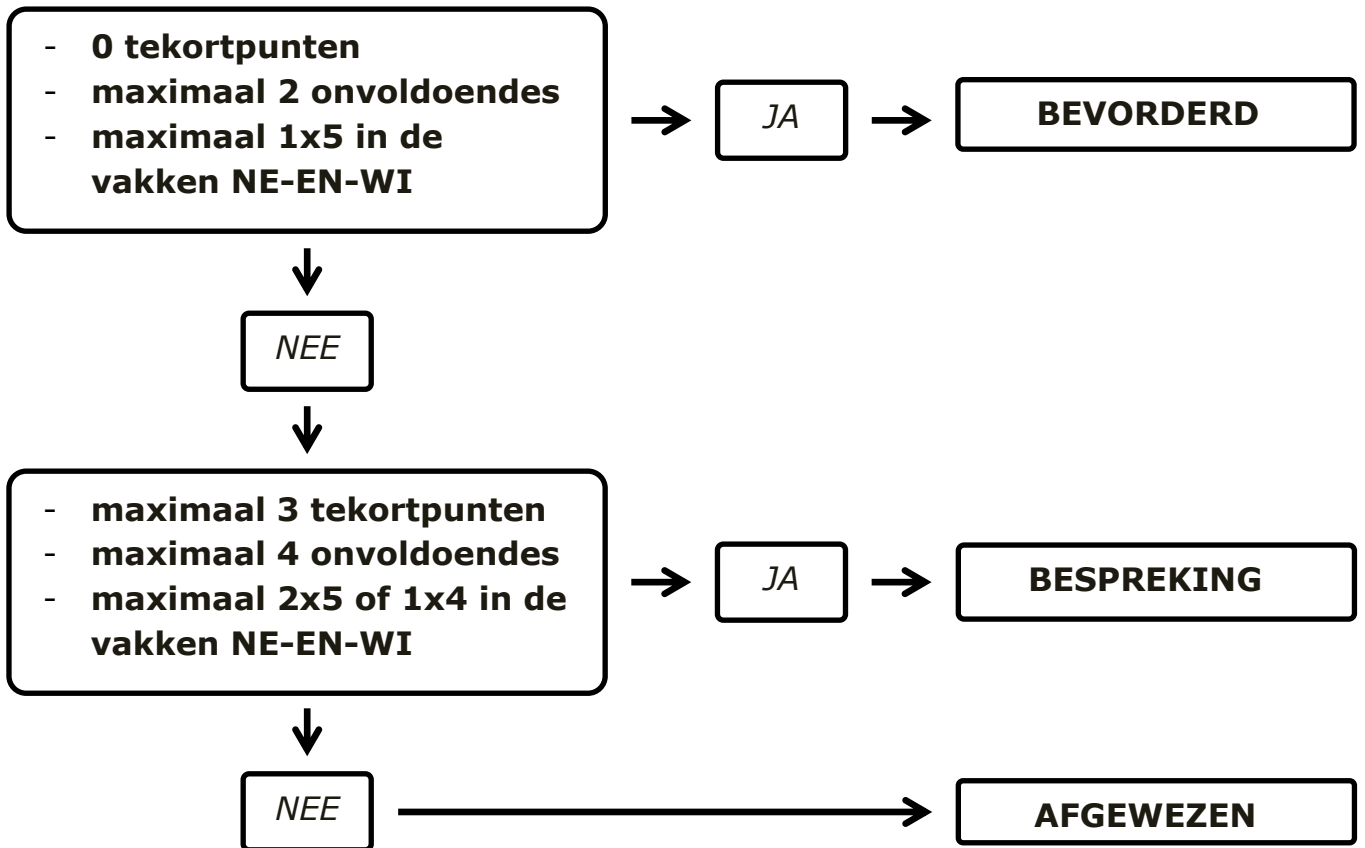 - 0 tekortpunten
- maximaal 2 onvoldoendes
- maximaal 1x5 in de
vakken NE-EN-WI
JA
BEVORDERD
NEE
- maximaal 3 tekortpunten
- maximaal 4 onvoldoendes
- maximaal 2x5 of 1x4 in de
vakken NE-EN-WI
JA
BESPREKING
NEE
AFGEWEZEN